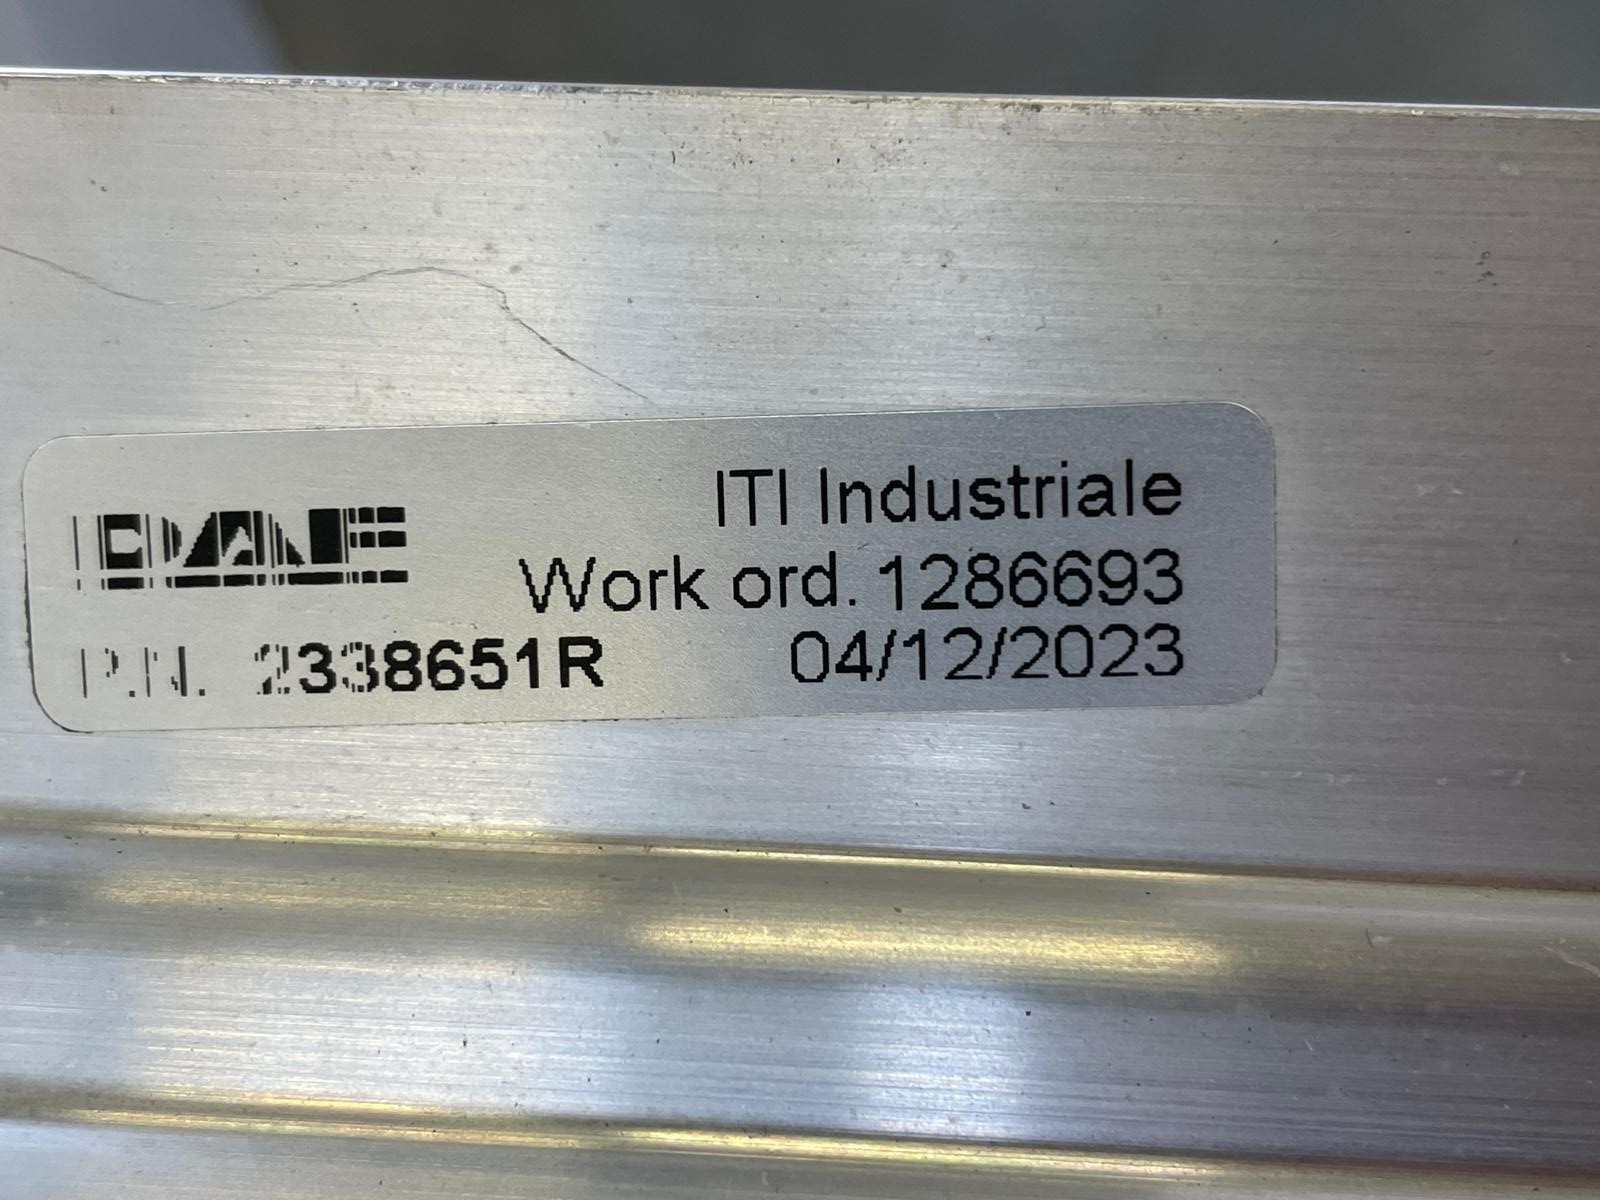 ITI Industriale
Work ord. 1286693
P.N. 2338651R 04/12/2023